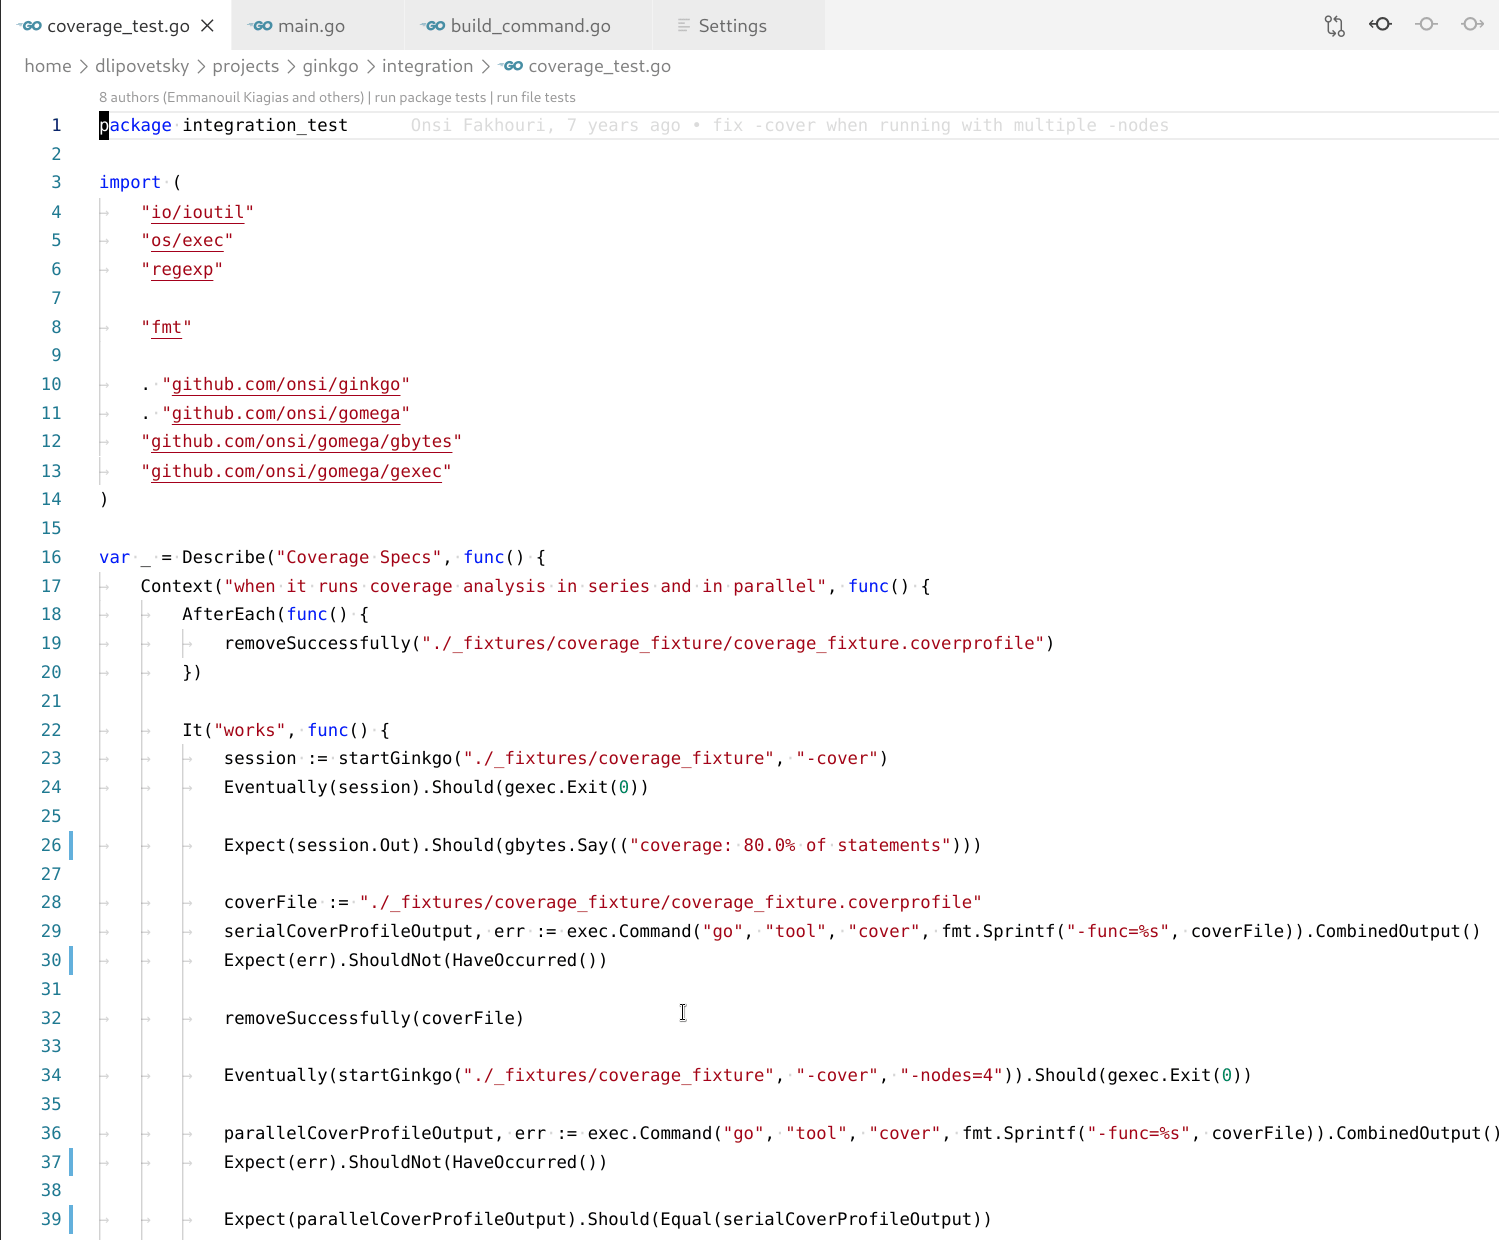 coverage_test.go
main.go
build_command.go
Settings
home > dlipovetsky > projects > ginkgo > integration > coverage_test.go
8 authors (Emmanouil Kiagias and others) | run package tests | run file tests
1 package integration_test Onsi Fakhouri, 7 years ago • fix -cover when running with multiple -nodes
2
3 import (
4 "io/ioutil"
5 "os/exec"
6 "regexp"
7
8 "fmt"
9
10 . "github.com/onsi/ginkgo"
11 . "github.com/onsi/gomega"
12 "github.com/onsi/gomega/gbytes"
13 "github.com/onsi/gomega/gexec"
14 )
15
16 var _ = Describe("Coverage Specs", func() {
17 Context("when it runs coverage analysis in series and in parallel", func() {
18 AfterEach(func() {
19 removeSuccessfully("./_fixtures/coverage_fixture/coverage_fixture.coverprofile")
20 })
21
22 It("works", func() {
23 session := startGinkgo("./_fixtures/coverage_fixture", "-cover")
24 Eventually(session).Should(gexec.Exit(0))
25
26 Expect(session.Out).Should(gbytes.Say(("coverage: 80.0% of statements")))
27
28 coverFile := "./_fixtures/coverage_fixture/coverage_fixture.coverprofile"
29 serialCoverProfileOutput, err := exec.Command("go", "tool", "cover", fmt.Sprintf("-func=%s", coverFile)).CombinedOutput()
30 Expect(err).ShouldNot(HaveOccurred())
31
32 removeSuccessfully(coverFile)
33
34 Eventually(startGinkgo("./_fixtures/coverage_fixture", "-cover", "-nodes=4")).Should(gexec.Exit(0))
35
36 parallelCoverProfileOutput, err := exec.Command("go", "tool", "cover", fmt.Sprintf("-func=%s", coverFile)).CombinedOutput()
37 Expect(err).ShouldNot(HaveOccurred())
38
39 Expect(parallelCoverProfileOutput).Should(Equal(serialCoverProfileOutput))